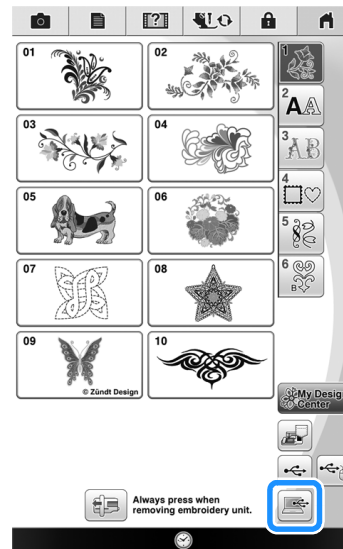 01
02
1
2
AA
03
04
3
AB
4
05
06
5
6
B
07
08
09
10
© Zündt Design
My Desig
Center
Always press when
removing embroidery unit.